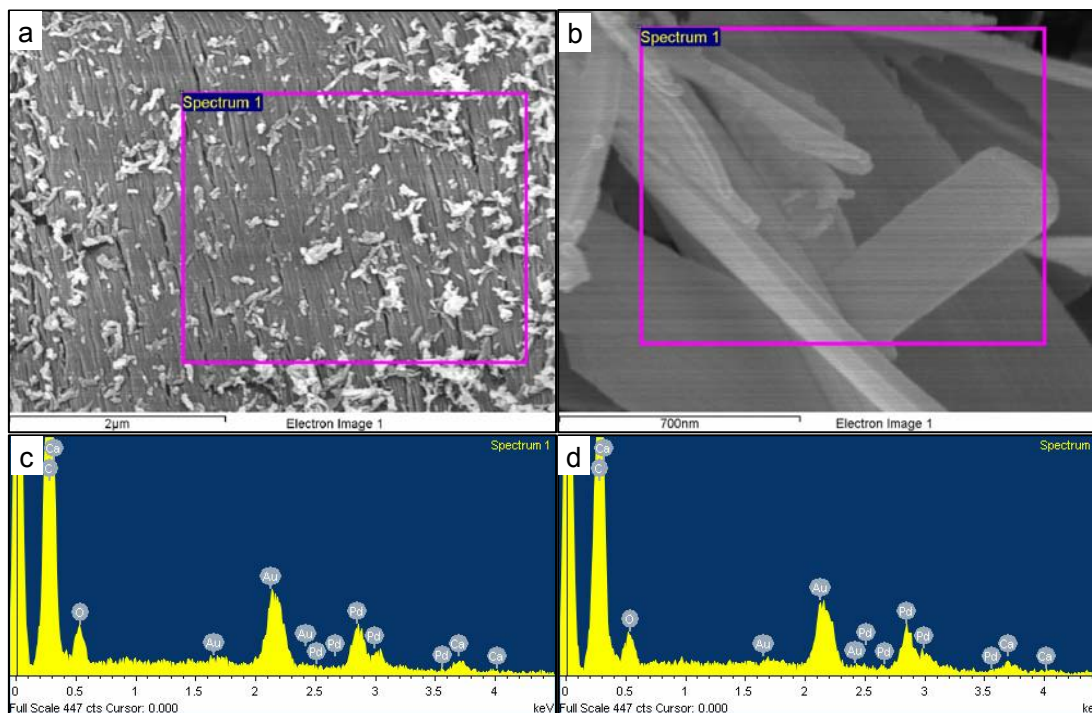 a
Spectrum 1
2µm
Electron Image 1
b
Spectrum 1
700nm
Electron Image 1
c
Spectrum 1
Ca
C
O
Au
Au
Au
Pd
Pd
Pd
Pd
Pd
Ca
Ca
0 0.5 1 1.5 2 2.5 3 3.5 4
Full Scale 447 cts Cursor: 0.000 keV
d
Spectrum 1
Ca
C
O
Au
Au
Au
Pd
Pd
Pd
Pd
Pd
Ca
Ca
0 0.5 1 1.5 2 2.5 3 3.5 4
Full Scale 447 cts Cursor: 0.000